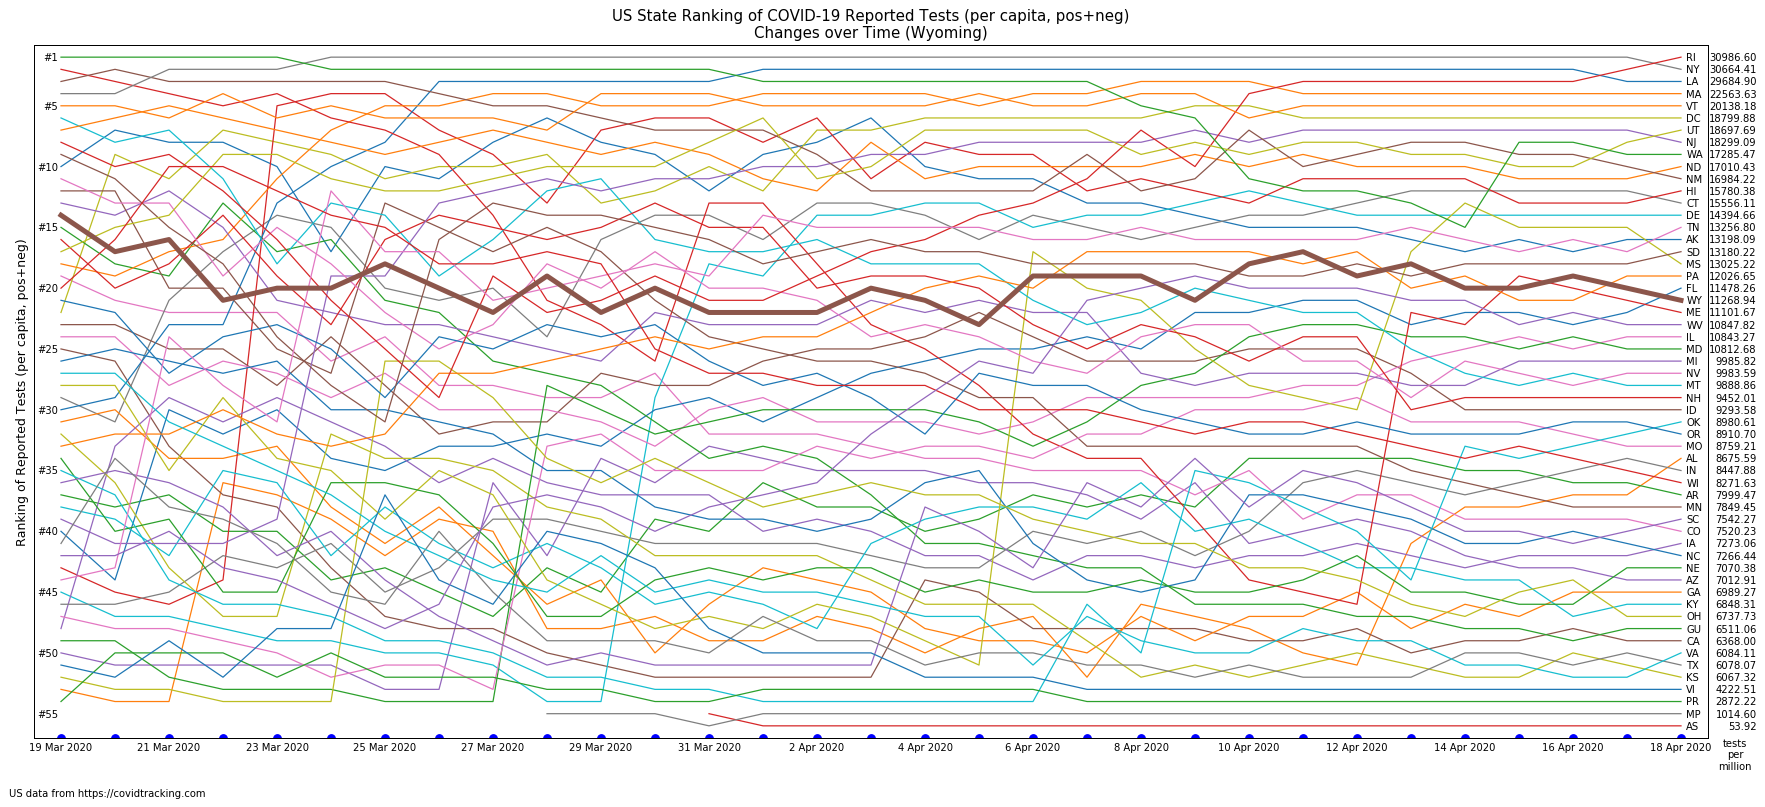 US State Ranking of COVID-19 Reported Tests (per capita, pos+neg)
Changes over Time (Wyoming)
Ranking of Reported Tests (per capita, pos+neg)
#1
#5
#10
#15
#20
#25
#30
#35
#40
#45
#50
#55
RI 30986.60
NY 30664.41
LA 29684.90
MA 22563.63
VT 20138.18
DC 18799.88
UT 18697.69
NJ 18299.09
WA 17285.47
ND 17010.43
NM 16984.22
HI 15780.38
CT 15556.11
DE 14394.66
TN 13256.80
AK 13198.09
SD 13180.22
MS 13025.22
PA 12026.65
FL 11478.26
WY 11268.94
ME 11101.67
WV 10847.82
IL 10843.27
MD 10812.68
MI 9985.82
NV 9983.59
MT 9888.86
NH 9452.01
ID 9293.58
OK 8980.61
OR 8910.70
MO 8759.21
AL 8675.59
IN 8447.88
WI 8271.63
AR 7999.47
MN 7849.45
SC 7542.27
CO 7520.23
IA 7273.06
NC 7266.44
NE 7070.38
AZ 7012.91
GA 6989.27
KY 6848.31
OH 6737.73
GU 6511.06
CA 6368.00
VA 6084.11
TX 6078.07
KS 6067.32
VI 4222.51
PR 2872.22
MP 1014.60
AS 53.92
19 Mar 2020 21 Mar 2020 23 Mar 2020 25 Mar 2020 27 Mar 2020 29 Mar 2020 31 Mar 2020 2 Apr 2020 4 Apr 2020 6 Apr 2020 8 Apr 2020 10 Apr 2020 12 Apr 2020 14 Apr 2020 16 Apr 2020 18 Apr 2020
tests
per
million
US data from https://covidtracking.com